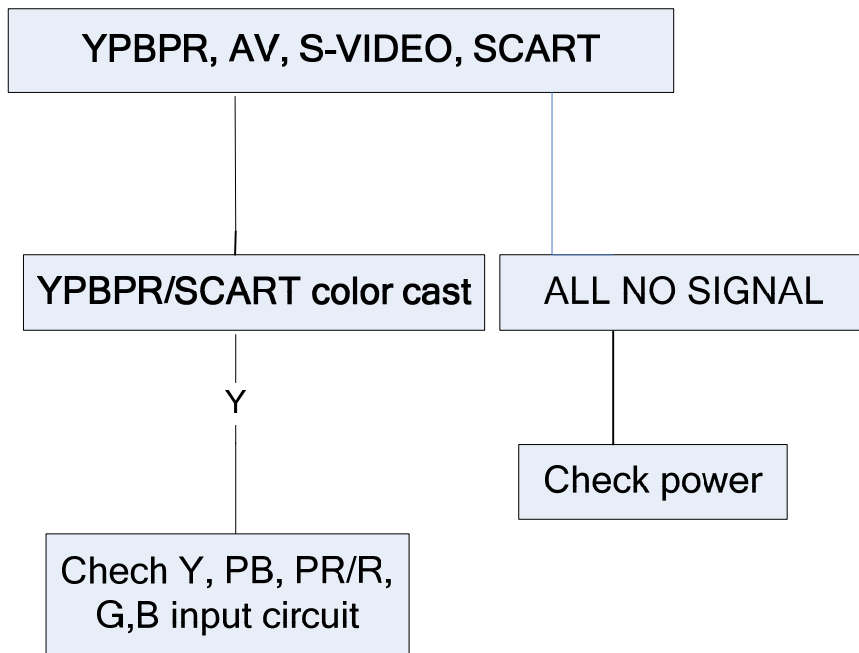 YPBPR, AV, S-VIDEO, SCART
YPBPR/SCART color cast
ALL NO SIGNAL
Y
Check power
Chech Y, PB, PR/R,
G,B input circuit